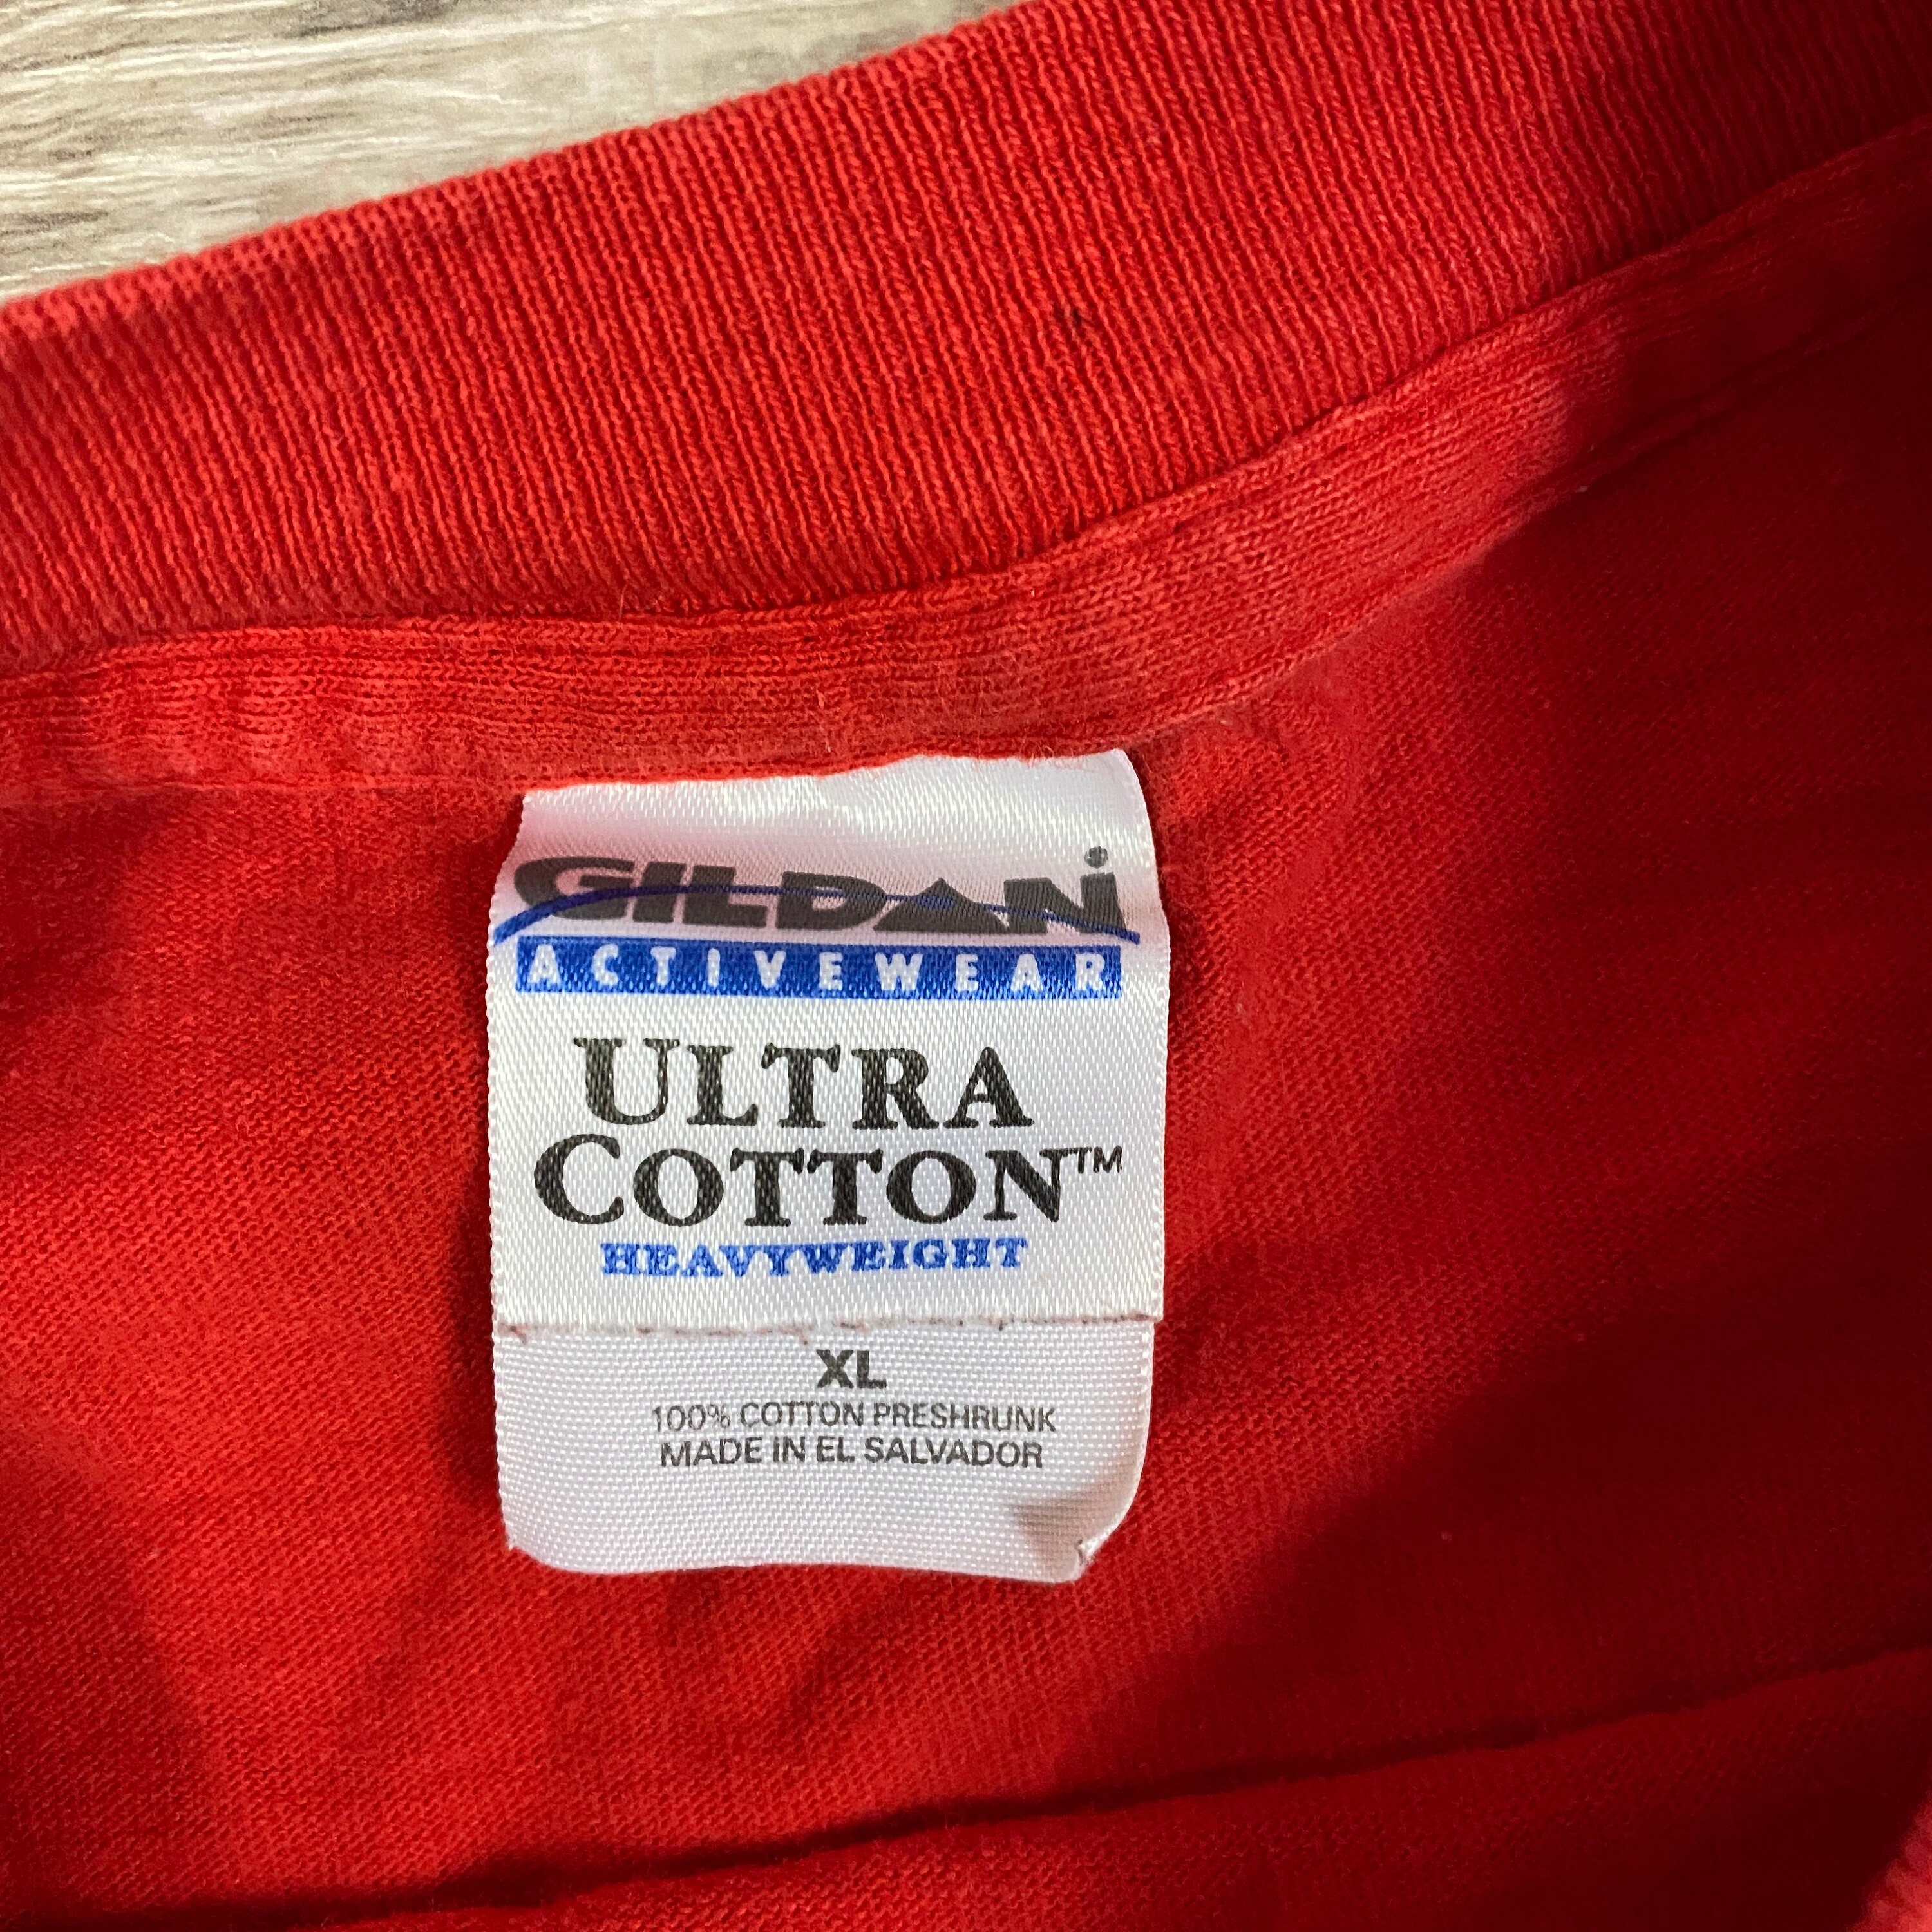 GILDAN
ACTIVEWEAR
ULTRA
COTTON™
HEAVYWEIGHT
XL
100% COTTON PRESHRUNK
MADE IN EL SALVADOR